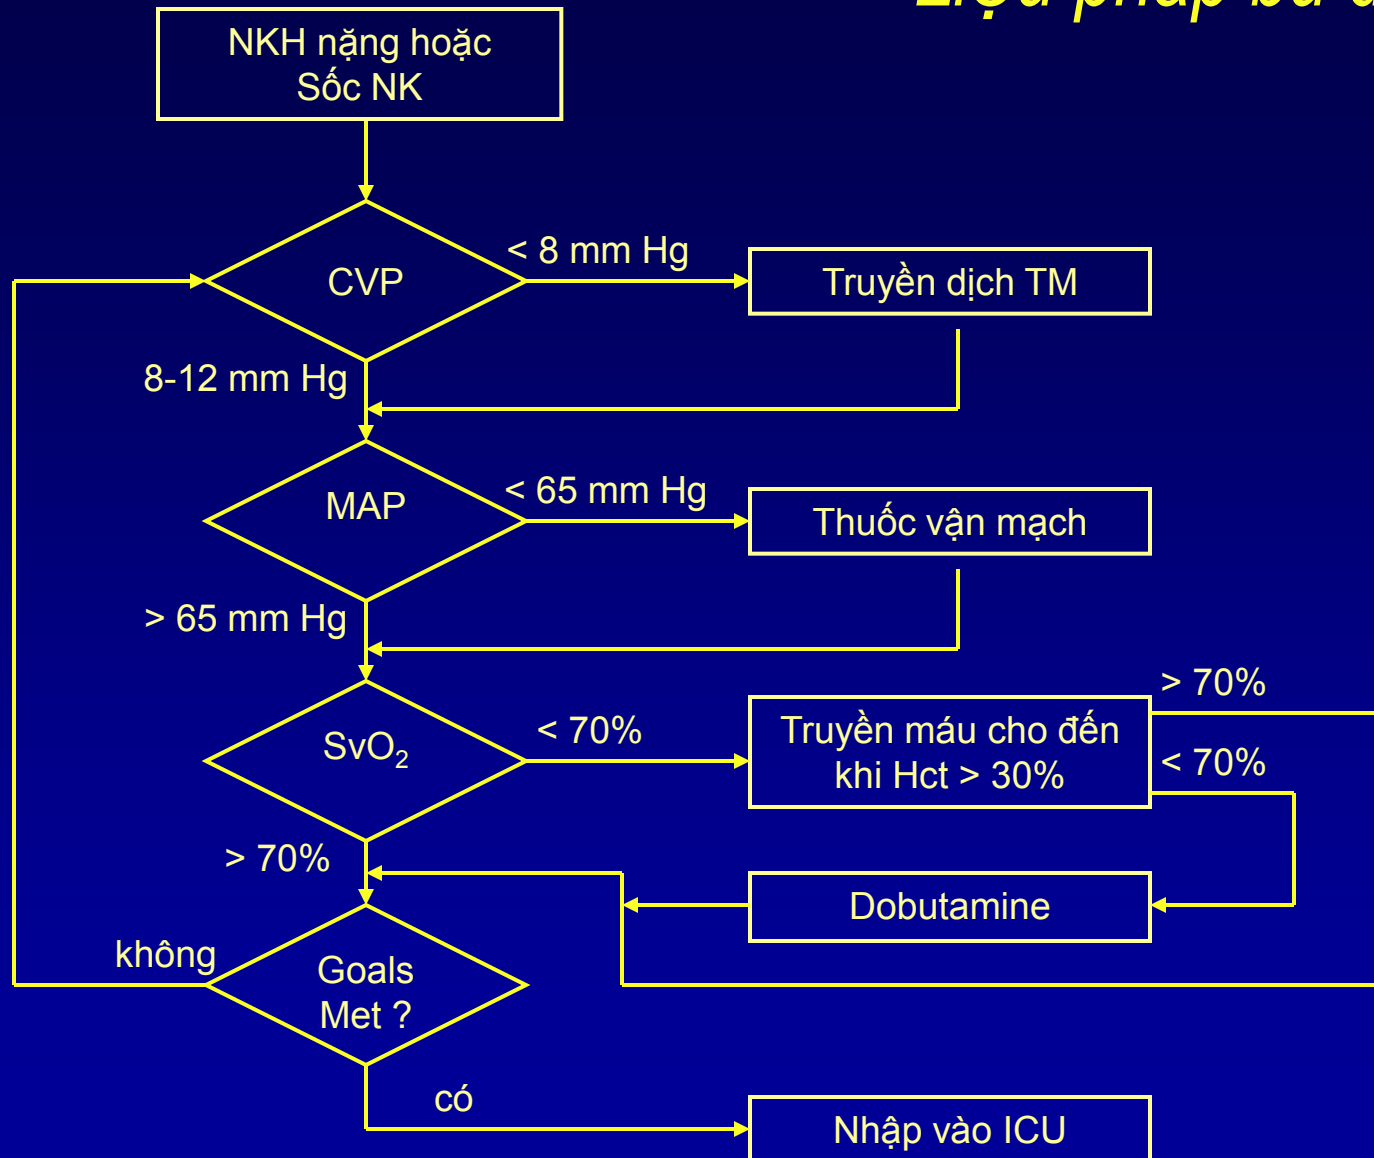 NKH nặng hoặc
Sốc NK
CVP
< 8 mm Hg
Truyền dịch TM
8-12 mm Hg
MAP
< 65 mm Hg
Thuốc vận mạch
> 65 mm Hg
SvO₂
< 70%
Truyền máu cho đến
khi Hct > 30%
> 70%
< 70%
> 70%
Dobutamine
không
Goals
Met ?
có
Nhập vào ICU